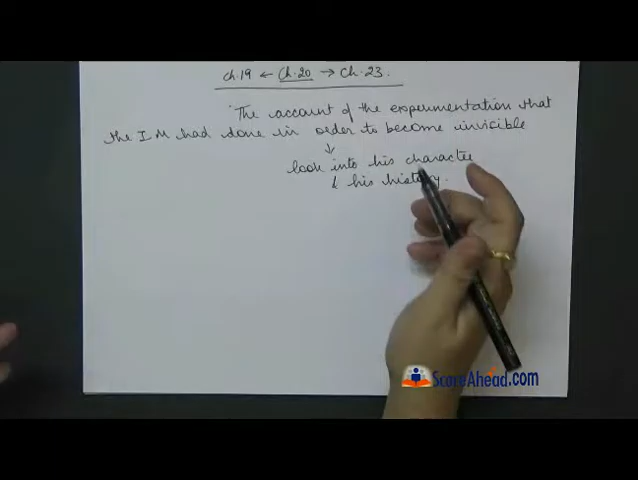 ch.19 ← Ch.20 → Ch.23.
The account of the experimentation that
the I M had done in order to become invisible
↓
look into his character
& his history.
ScoreAhead.com